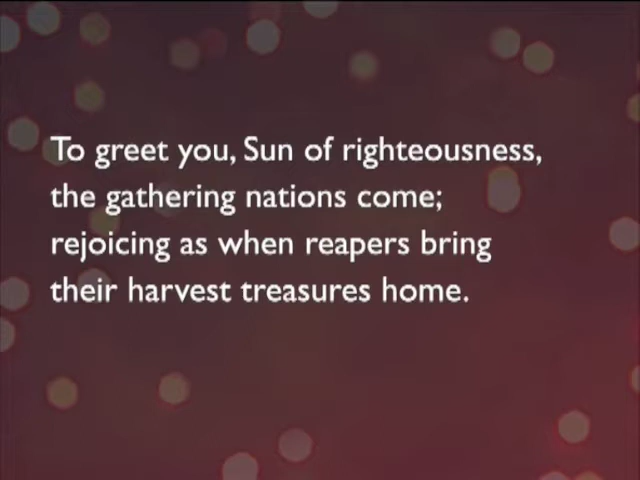 To greet you, Sun of righteousness,
the gathering nations come;
rejoicing as when reapers bring
their harvest treasures home.